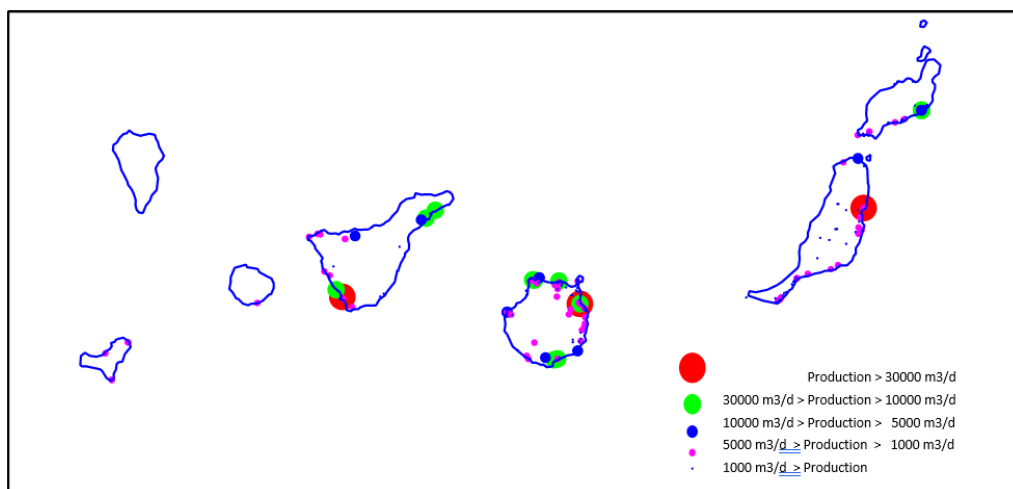 Production > 30000 m3/d
30000 m3/d > Production > 10000 m3/d
10000 m3/d > Production > 5000 m3/d
5000 m3/d > Production > 1000 m3/d
1000 m3/d > Production